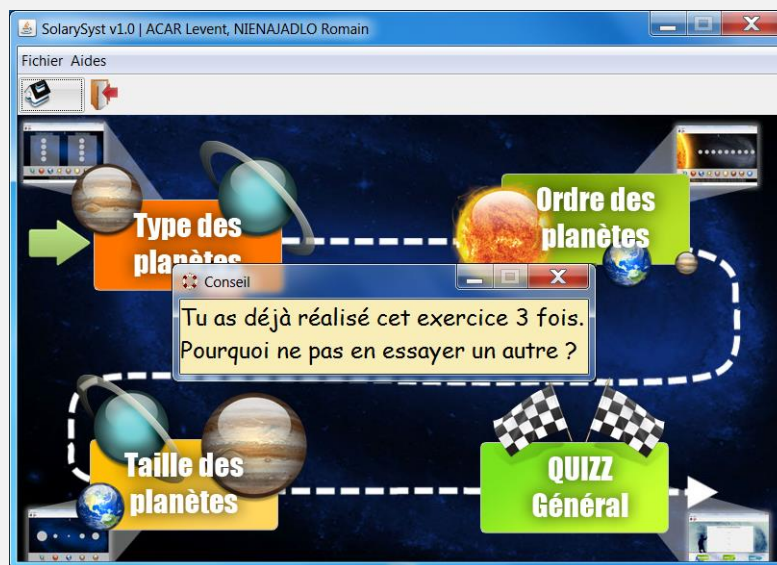 SolarySyst v1.0 | ACAR Levent, NIENAJADLO Romain
Fichier Aides
Type des
planètes
Ordre des
planètes
Conseil
Tu as déjà réalisé cet exercice 3 fois.
Pourquoi ne pas en essayer un autre ?
Taille des
planètes
QUIZZ
Général